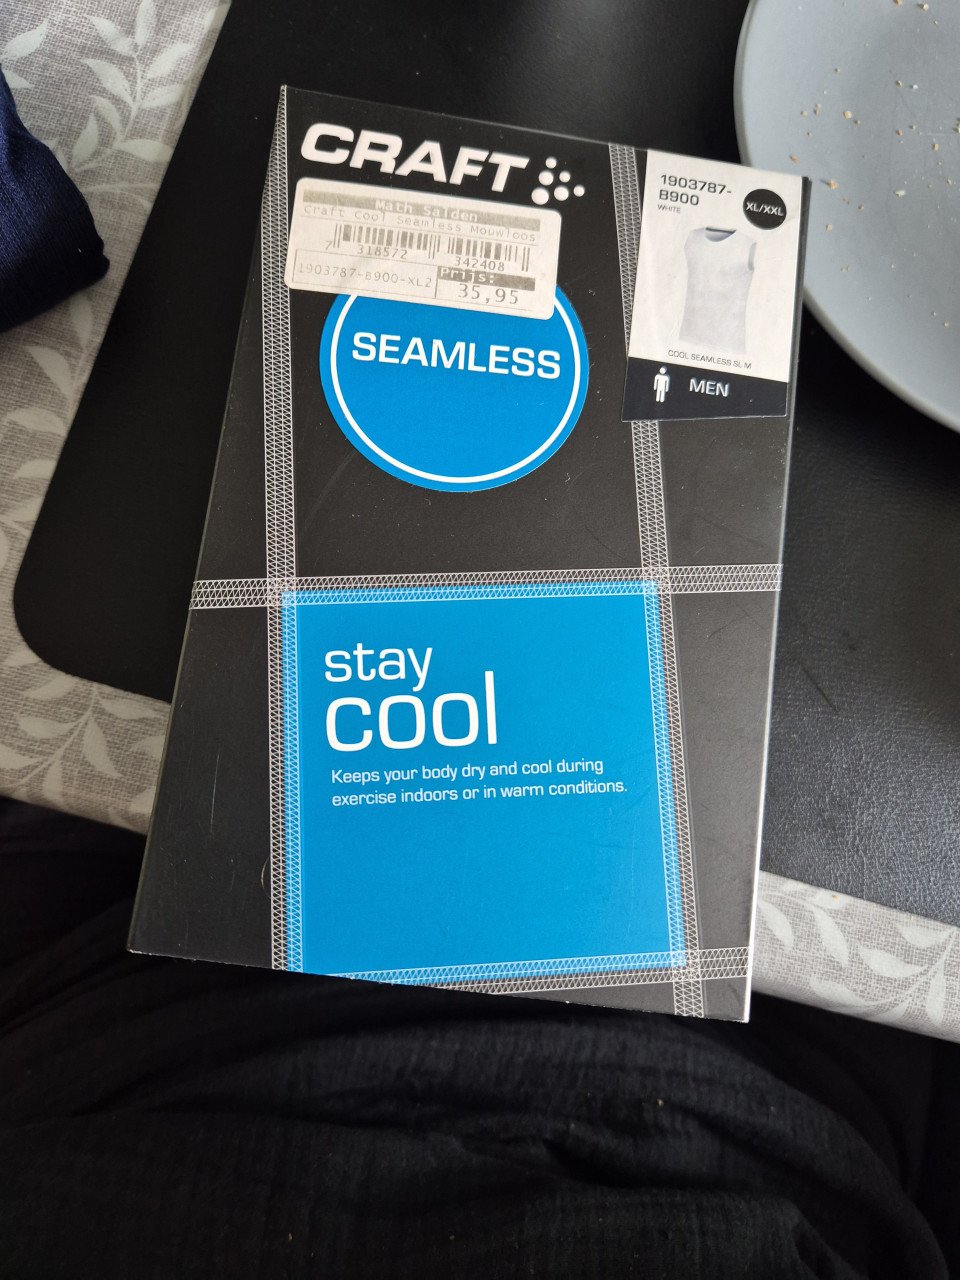 CRAFT
Math Salden
Craft Cool Seamless Mouwloos
7 318572 342408
1903787-B900-XL2
Prijs:
35,95
SEAMLESS
1903787-
B900
WHITE
XL/XXL
COOL SEAMLESS SL M
MEN
stay
cool
Keeps your body dry and cool during
exercise indoors or in warm conditions.